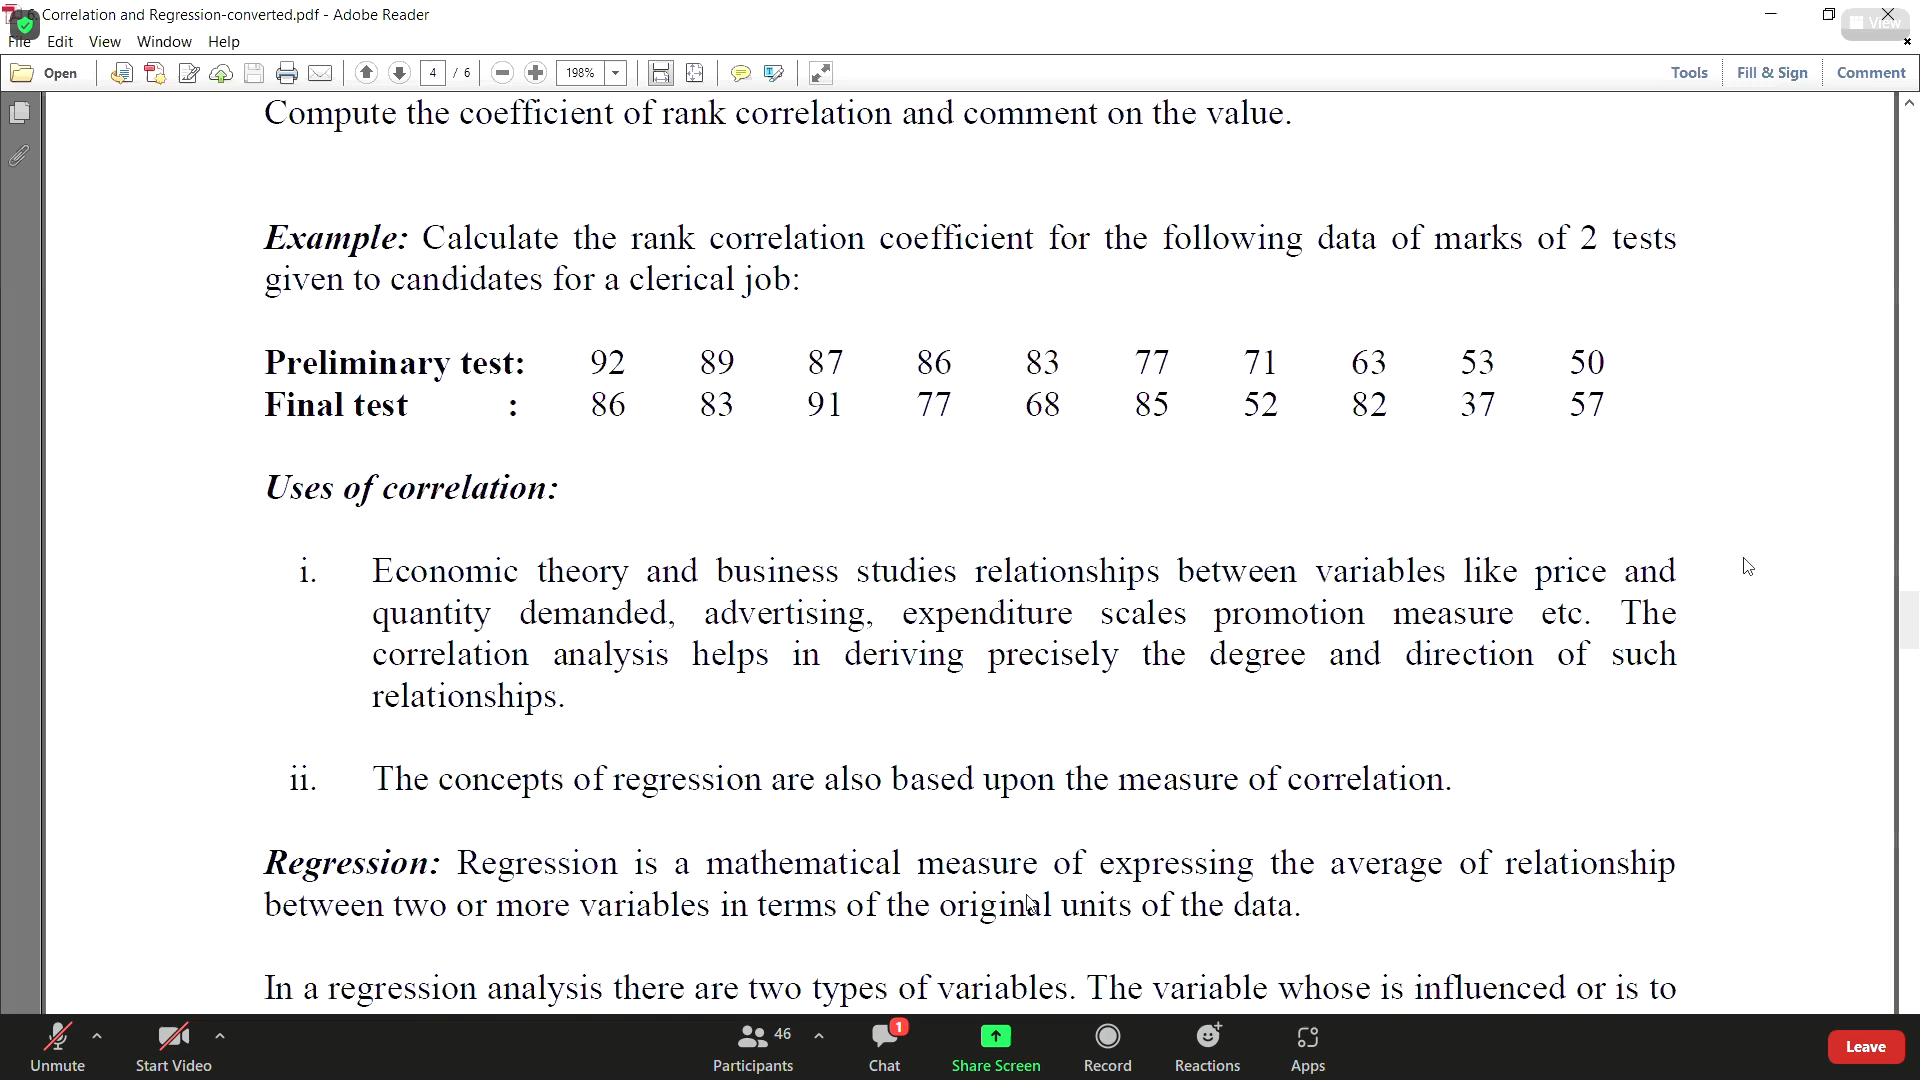 6. Correlation and Regression-converted.pdf - Adobe Reader
View
File Edit View Window Help
Open 4 / 6 198% Tools Fill & Sign Comment
Compute the coefficient of rank correlation and comment on the value.
Example: Calculate the rank correlation coefficient for the following data of marks of 2 tests
given to candidates for a clerical job:
Preliminary test: 92 89 87 86 83 77 71 63 53 50
Final test : 86 83 91 77 68 85 52 82 37 57
Uses of correlation:
i. Economic theory and business studies relationships between variables like price and
quantity demanded, advertising, expenditure scales promotion measure etc. The
correlation analysis helps in deriving precisely the degree and direction of such
relationships.
ii. The concepts of regression are also based upon the measure of correlation.
Regression: Regression is a mathematical measure of expressing the average of relationship
between two or more variables in terms of the original units of the data.
In a regression analysis there are two types of variables. The variable whose is influenced or is to
46 1
Unmute Start Video Participants Chat Share Screen Record Reactions Apps Leave